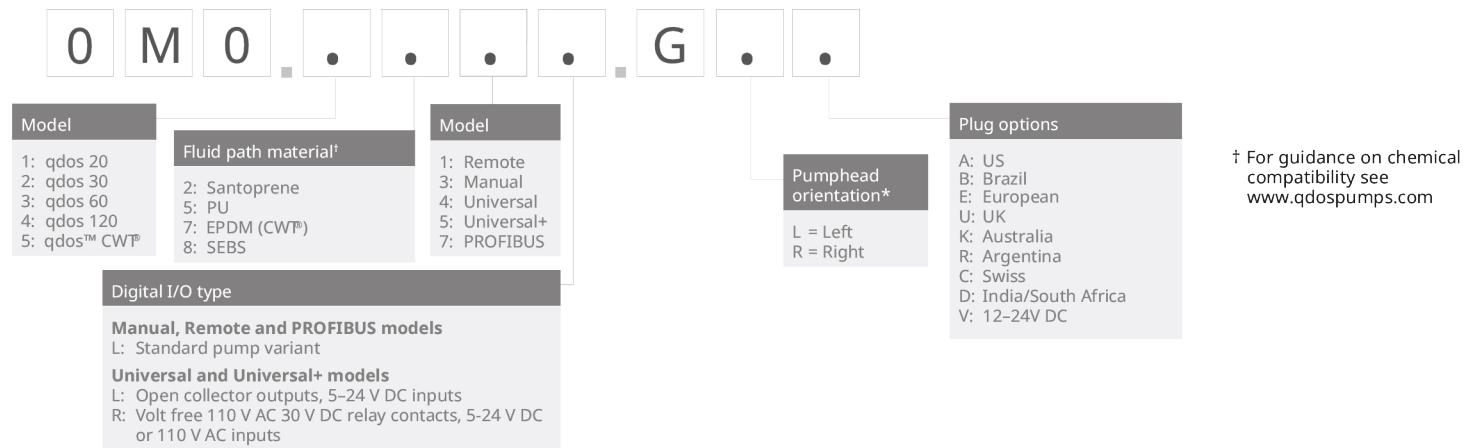 0 M 0 . . . . . . G . .
Model
1: qdos 20
2: qdos 30
3: qdos 60
4: qdos 120
5: qdos™ CWT®
Fluid path material†
2: Santoprene
5: PU
7: EPDM (CWT®)
8: SEBS
Model
1: Remote
3: Manual
4: Universal
5: Universal+
7: PROFIBUS
Digital I/O type
Manual, Remote and PROFIBUS models
L: Standard pump variant
Universal and Universal+ models
L: Open collector outputs, 5–24 V DC inputs
R: Volt free 110 V AC 30 V DC relay contacts, 5-24 V DC
or 110 V AC inputs
Pumphead
orientation*
L = Left
R = Right
Plug options
A: US
B: Brazil
E: European
U: UK
K: Australia
R: Argentina
C: Swiss
D: India/South Africa
V: 12–24V DC
† For guidance on chemical
compatibility see
www.qdospumps.com